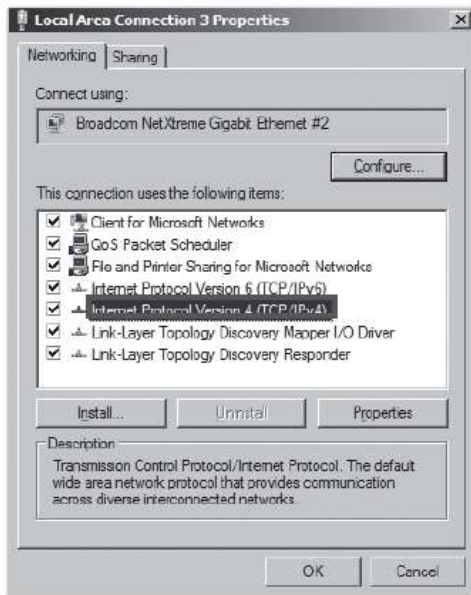 Local Area Connection 3 Properties
Networking
Sharing
Connect using:
Broadcom NetXtreme Gigabit Ethernet #2
Configure...
This connection uses the following items:
Client for Microsoft Networks
QoS Packet Scheduler
File and Printer Sharing for Microsoft Networks
Internet Protocol Version 6 (TCP/IPv6)
Internet Protocol Version 4 (TCP/IPv4)
Link-Layer Topology Discovery Mapper I/O Driver
Link-Layer Topology Discovery Responder
Install...
Uninstall
Properties
Description
Transmission Control Protocol/Internet Protocol. The default
wide area network protocol that provides communication
across diverse interconnected networks.
OK
Cancel